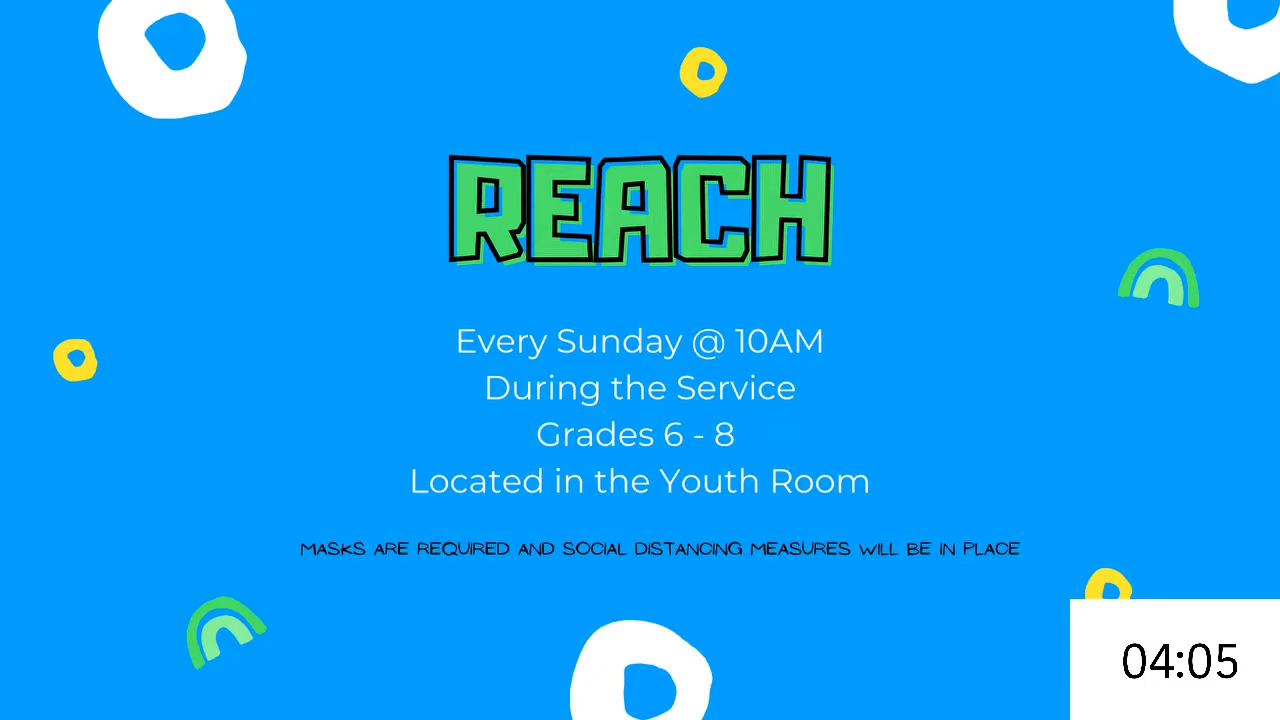 REACH
Every Sunday @ 10AM
During the Service
Grades 6 - 8
Located in the Youth Room
MASKS ARE REQUIRED AND SOCIAL DISTANCING MEASURES WILL BE IN PLACE
04:05